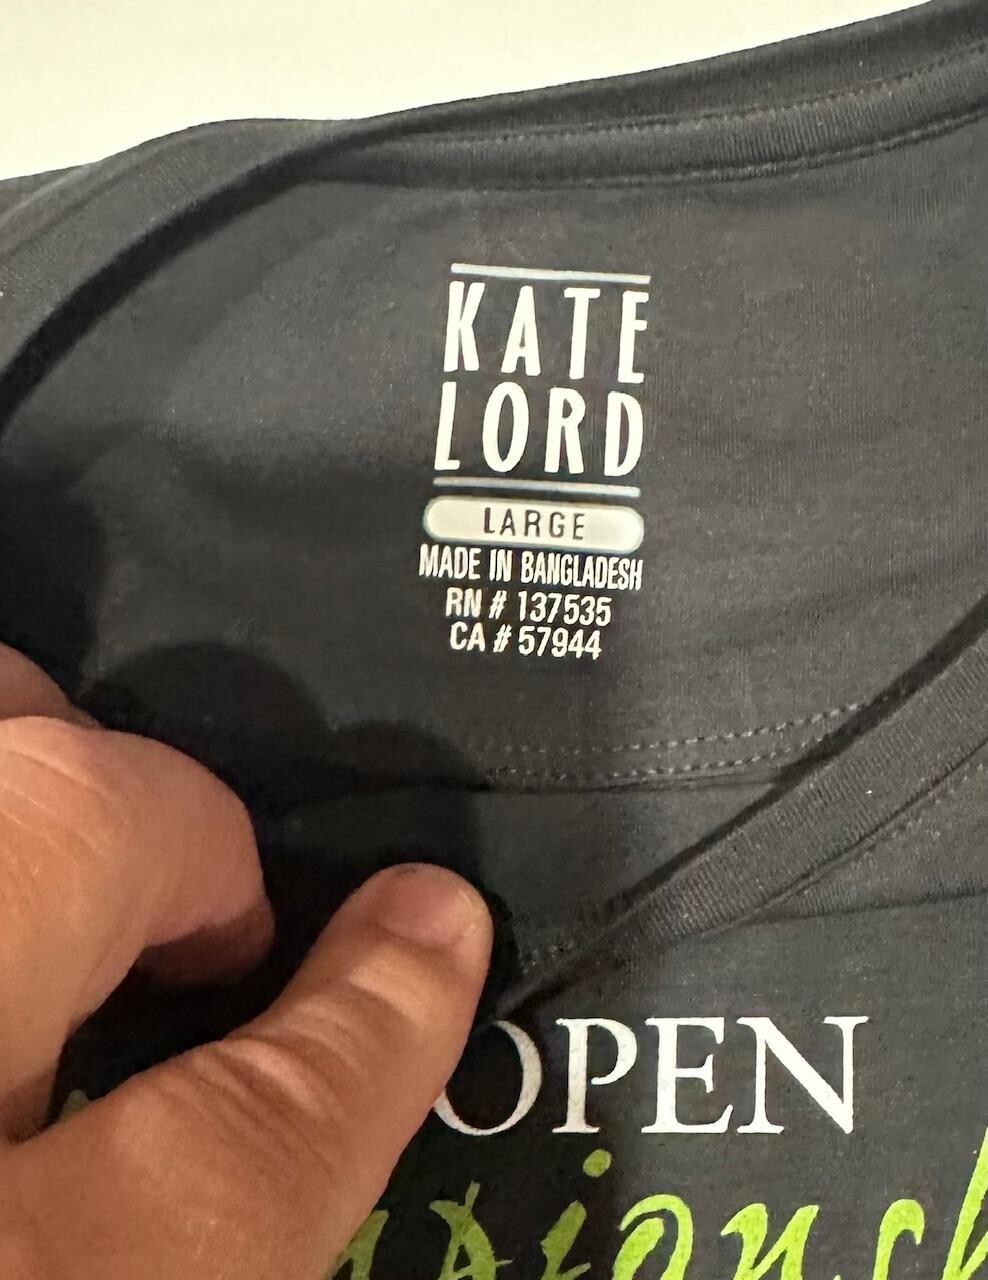 KATE
LORD
LARGE
MADE IN BANGLADESH
RN # 137535
CA # 57944
OPEN